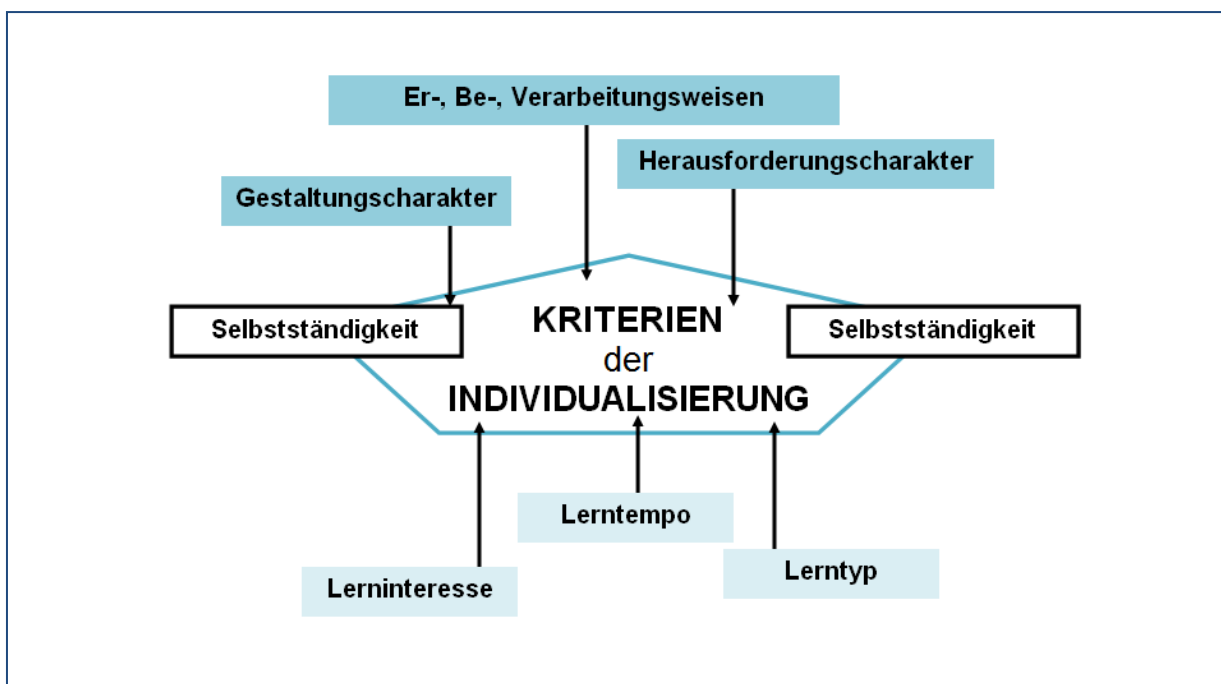 Er-, Be-, Verarbeitungsweisen
Herausforderungscharakter
Gestaltungscharakter
Selbstständigkeit
KRITERIEN
der
INDIVIDUALISIERUNG
Selbstständigkeit
Lerntempo
Lerntyp
Lerninteresse